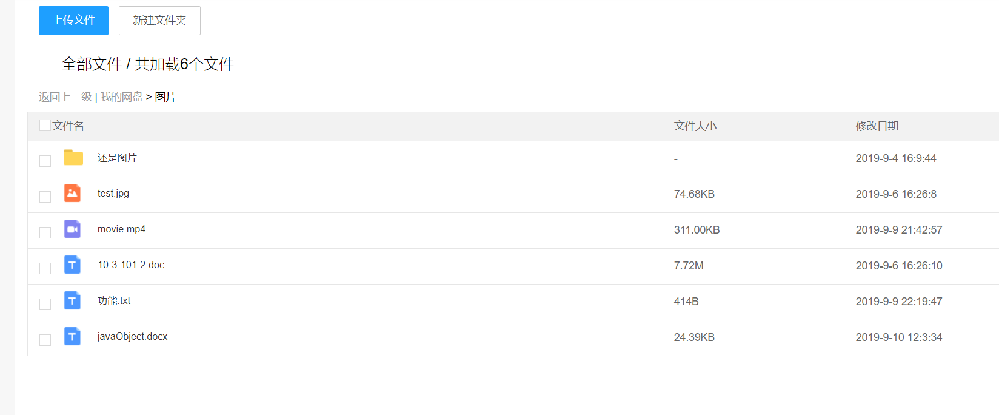 上传文件 新建文件夹
全部文件 / 共加载6个文件
返回上一级 | 我的网盘 > 图片
文件名 文件大小 修改日期
还是图片 - 2019-9-4 16:9:44
test.jpg 74.68KB 2019-9-6 16:26:8
movie.mp4 311.00KB 2019-9-9 21:42:57
10-3-101-2.doc 7.72M 2019-9-6 16:26:10
功能.txt 414B 2019-9-9 22:19:47
javaObject.docx 24.39KB 2019-9-10 12:3:34